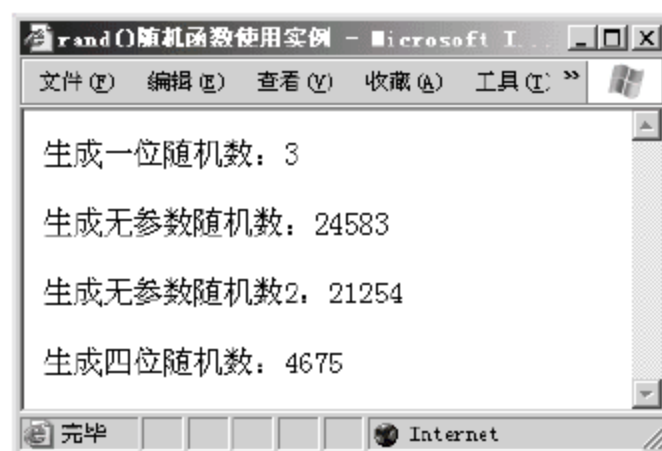 rand()随机函数使用实例 - Microsoft I...
文件(F) 编辑(E) 查看(V) 收藏(A) 工具(T) »
生成一位随机数：3
生成无参数随机数：24583
生成无参数随机数2：21254
生成四位随机数：4675
完毕 Internet